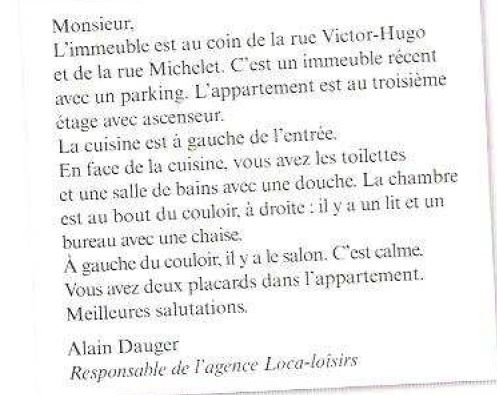 Monsieur,
L'immeuble est au coin de la rue Victor-Hugo
et de la rue Michelet. C'est un immeuble récent
avec un parking. L'appartement est au troisième
étage avec ascenseur.
La cuisine est à gauche de l'entrée.
En face de la cuisine, vous avez les toilettes
et une salle de bains avec une douche. La chambre
est au bout du couloir, à droite : il y a un lit et un
bureau avec une chaise.
À gauche du couloir, il y a le salon. C'est calme.
Vous avez deux placards dans l'appartement.
Meilleures salutations.
Alain Dauger
Responsable de l'agence Loca-loisirs